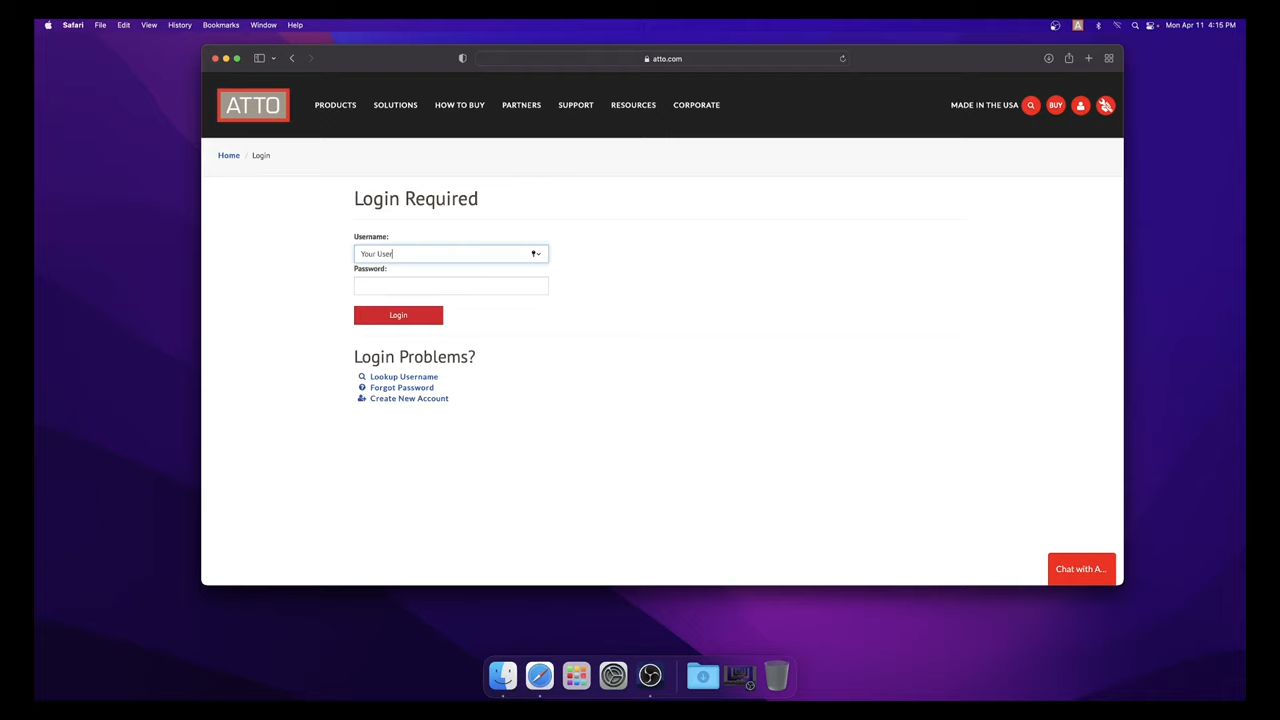 Safari File Edit View History Bookmarks Window Help
A
Mon Apr 11 4:15 PM
atto.com
ATTO
PRODUCTS SOLUTIONS HOW TO BUY PARTNERS SUPPORT RESOURCES CORPORATE
MADE IN THE USA BUY
Home / Login
Login Required
Username:
Your User
Password:
Login
Login Problems?
Lookup Username
Forgot Password
Create New Account
Chat with A...